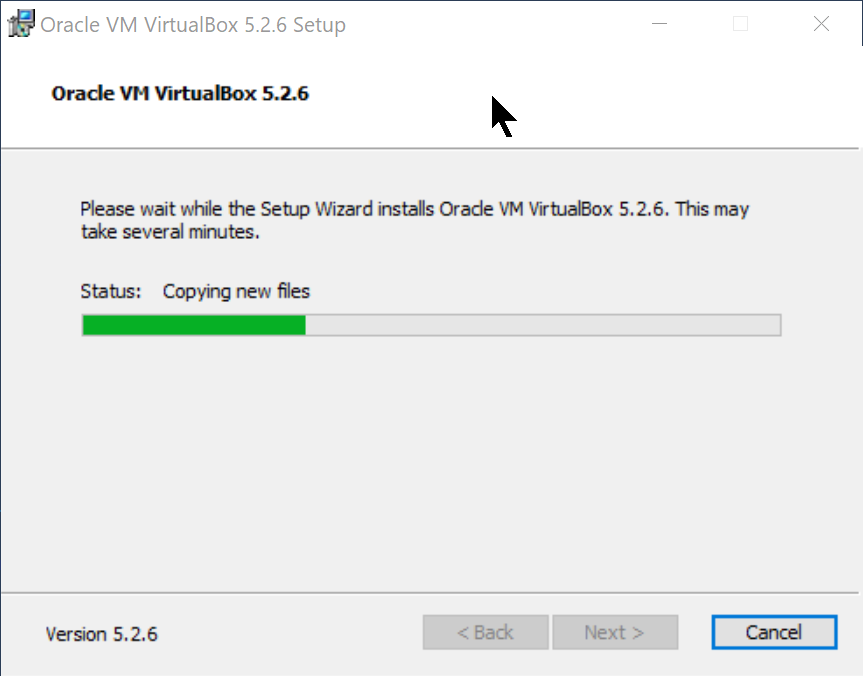 Oracle VM VirtualBox 5.2.6 Setup
Oracle VM VirtualBox 5.2.6
Please wait while the Setup Wizard installs Oracle VM VirtualBox 5.2.6. This may
take several minutes.
Status: Copying new files
Version 5.2.6
< Back
Next >
Cancel